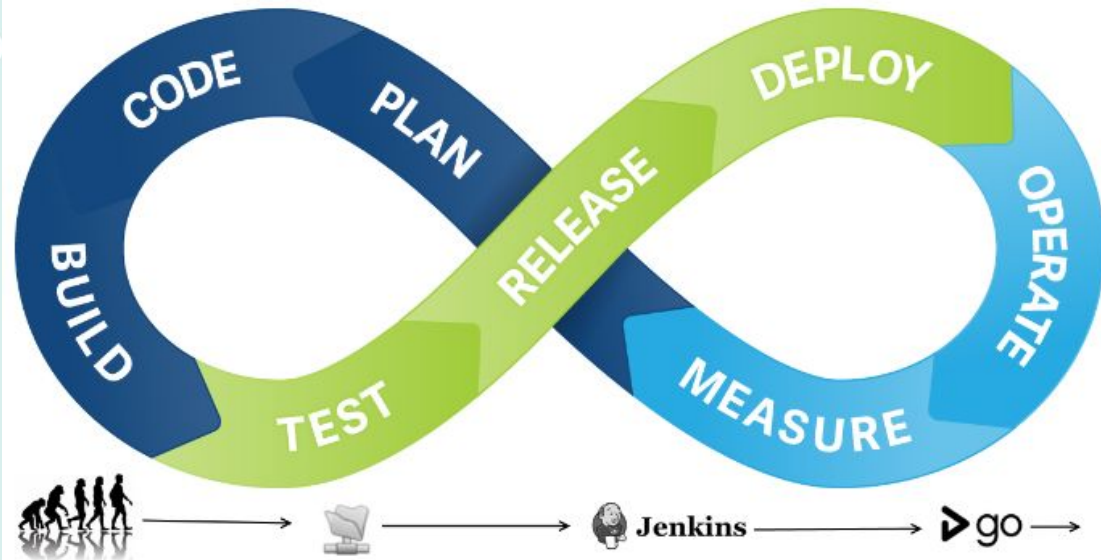 CODE
PLAN
BUILD
TEST
RELEASE
DEPLOY
OPERATE
MEASURE
Jenkins
go